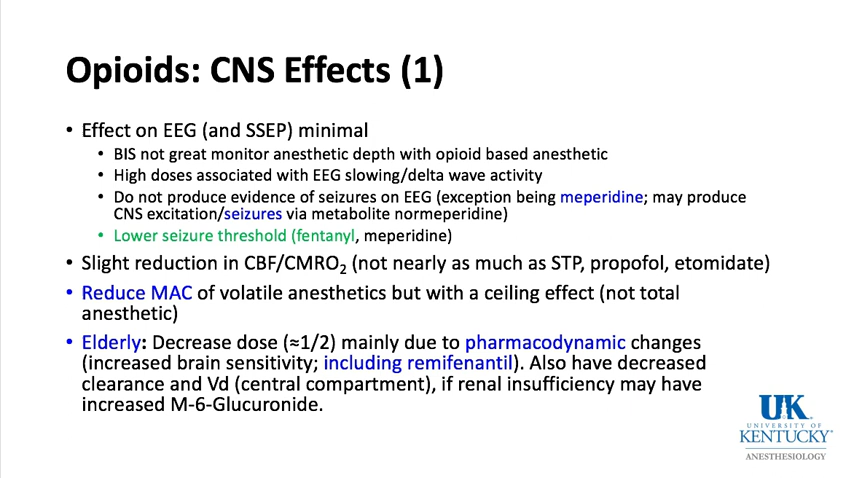 Opioids: CNS Effects (1)
• Effect on EEG (and SSEP) minimal
• BIS not great monitor anesthetic depth with opioid based anesthetic
• High doses associated with EEG slowing/delta wave activity
• Do not produce evidence of seizures on EEG (exception being meperidine; may produce
CNS excitation/seizures via metabolite normeperidine)
• Lower seizure threshold (fentanyl, meperidine)
• Slight reduction in CBF/CMRO₂ (not nearly as much as STP, propofol, etomidate)
• Reduce MAC of volatile anesthetics but with a ceiling effect (not total
anesthetic)
• Elderly: Decrease dose (≈1/2) mainly due to pharmacodynamic changes
(increased brain sensitivity; including remifenantil). Also have decreased
clearance and Vd (central compartment), if renal insufficiency may have
increased M-6-Glucuronide.
UK
UNIVERSITY OF
KENTUCKY
ANESTHESIOLOGY